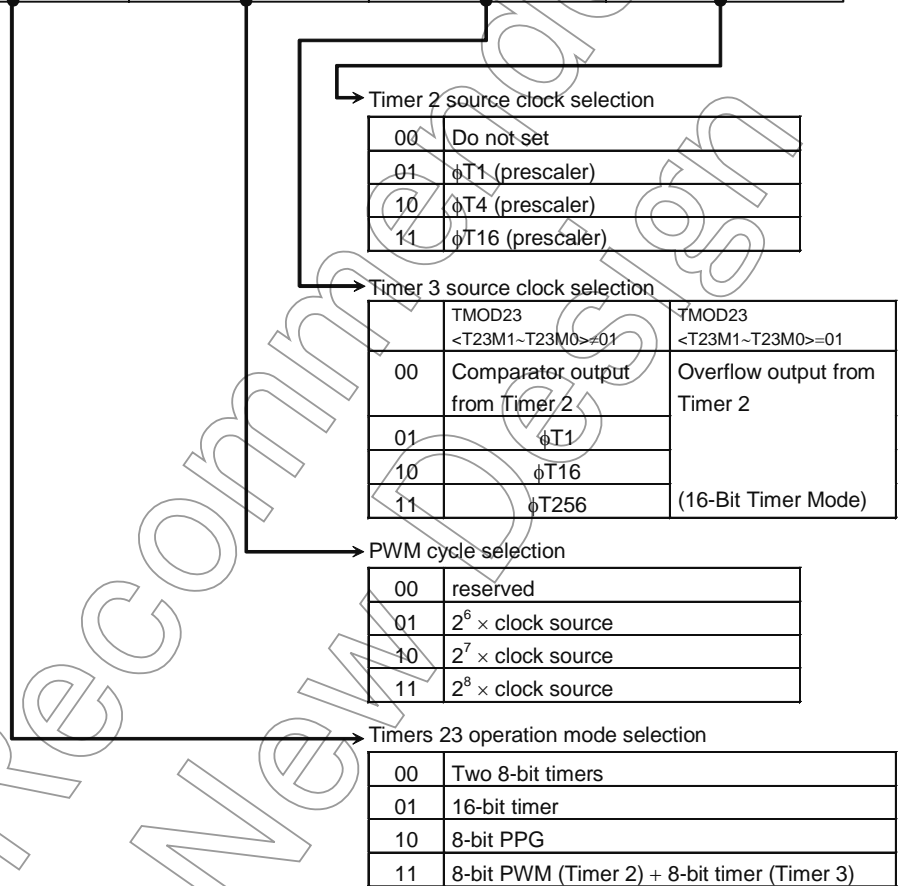 Timer 2 source clock selection
00 Do not set
01 ϕT1 (prescaler)
10 ϕT4 (prescaler)
11 ϕT16 (prescaler)
Timer 3 source clock selection
TMOD23 TMOD23
<T23M1~T23M0>≠01 <T23M1~T23M0>=01
00 Comparator output Overflow output from
from Timer 2 Timer 2
01 ϕT1
10 ϕT16
11 ϕT256 (16-Bit Timer Mode)
PWM cycle selection
00 reserved
01 2⁶ × clock source
10 2⁷ × clock source
11 2⁸ × clock source
Timers 23 operation mode selection
00 Two 8-bit timers
01 16-bit timer
10 8-bit PPG
11 8-bit PWM (Timer 2) + 8-bit timer (Timer 3)
Recommende
New Design